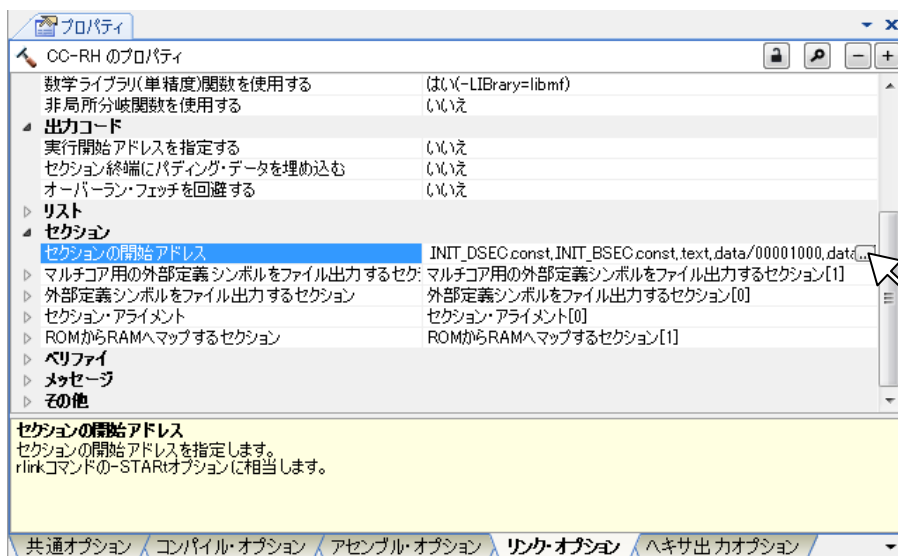 プロパティ
CC-RH のプロパティ
数学ライブラリ(単精度)関数を使用する はい(-LIBrary=libmf)
非局所分岐関数を使用する いいえ
出力コード
実行開始アドレスを指定する いいえ
セクション終端にパディング・データを埋め込む いいえ
オーバーラン・フェッチを回避する いいえ
リスト
セクション
セクションの開始アドレス .INIT_DSEC.const,.INIT_BSEC.const,.text,.data/00001000,.data ...
マルチコア用の外部定義シンボルをファイル出力するセク マルチコア用の外部定義シンボルをファイル出力するセクション[1]
外部定義シンボルをファイル出力するセクション 外部定義シンボルをファイル出力するセクション[0]
セクション・アライメント セクション・アライメント[0]
ROMからRAMへマップするセクション ROMからRAMへマップするセクション[1]
ベリファイ
メッセージ
その他
セクションの開始アドレス
セクションの開始アドレスを指定します。
rlinkコマンドの-STARtオプションに相当します。
共通オプション コンパイル・オプション アセンブル・オプション リンク・オプション ヘキサ出力オプション